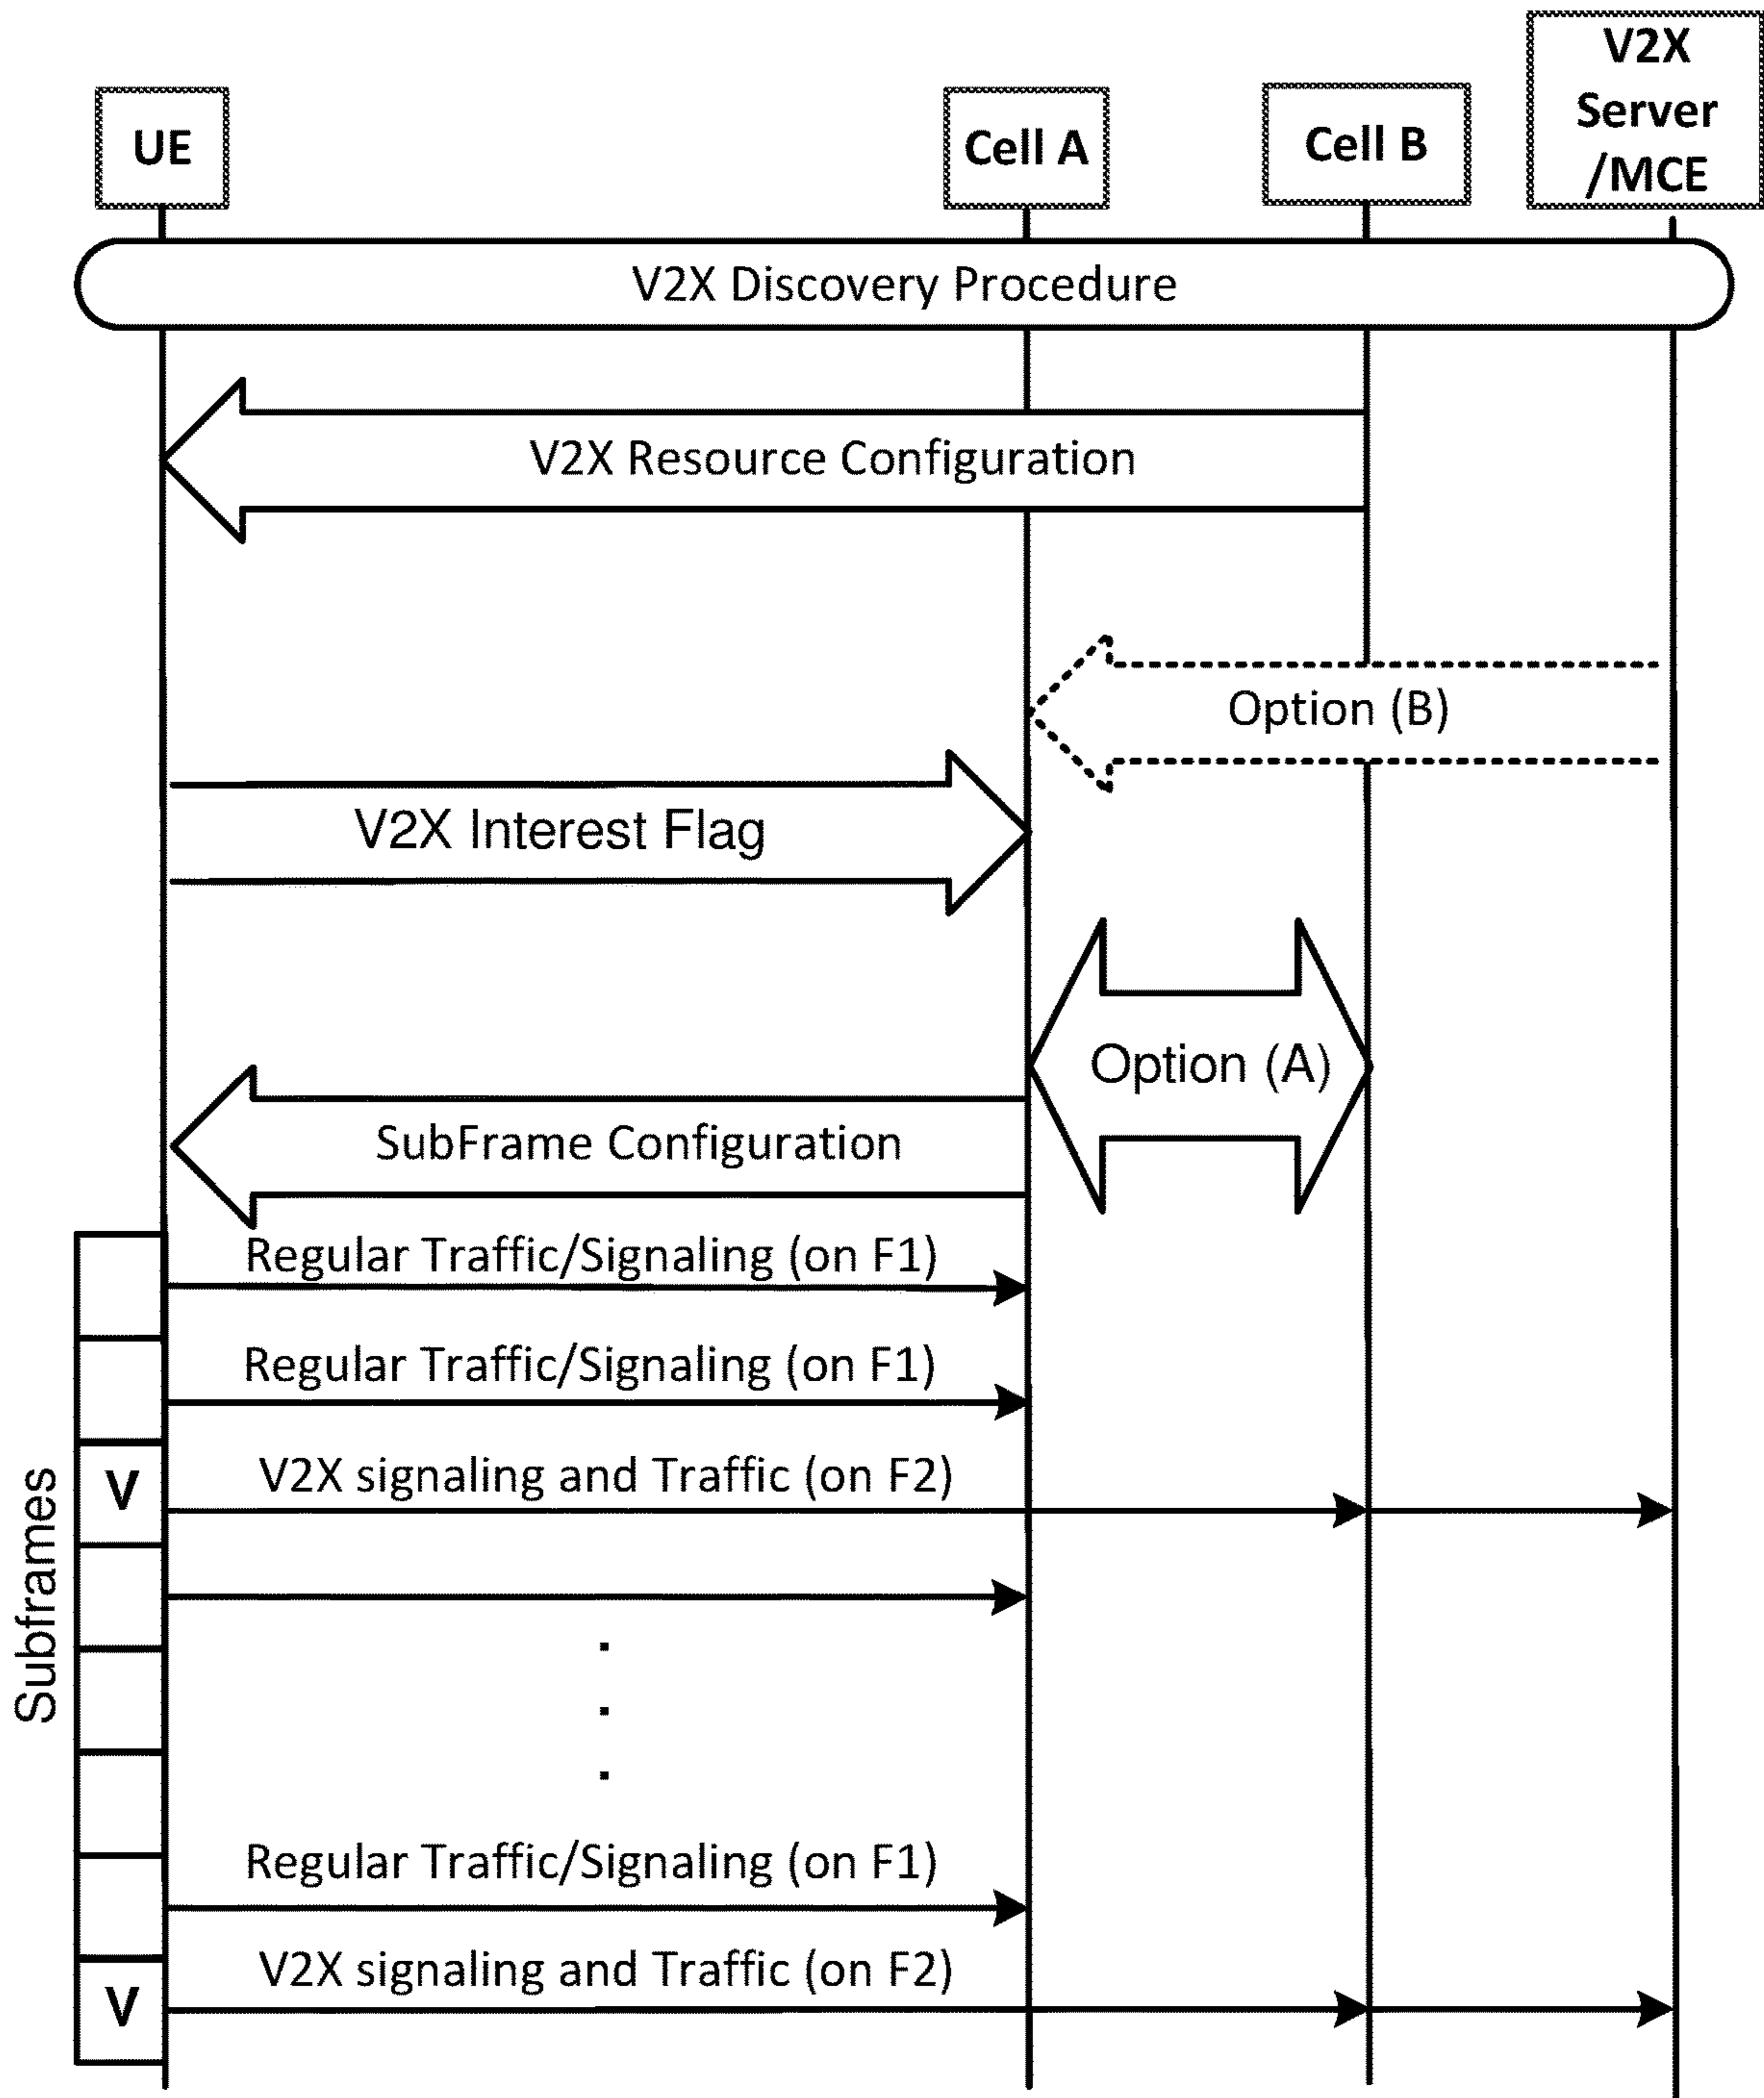 UE
Cell A
Cell B
V2X
Server
/MCE
V2X Discovery Procedure
V2X Resource Configuration
Option (B)
V2X Interest Flag
Option (A)
SubFrame Configuration
Regular Traffic/Signaling (on F1)
Regular Traffic/Signaling (on F1)
V
V2X signaling and Traffic (on F2)
Subframes
Regular Traffic/Signaling (on F1)
V
V2X signaling and Traffic (on F2)